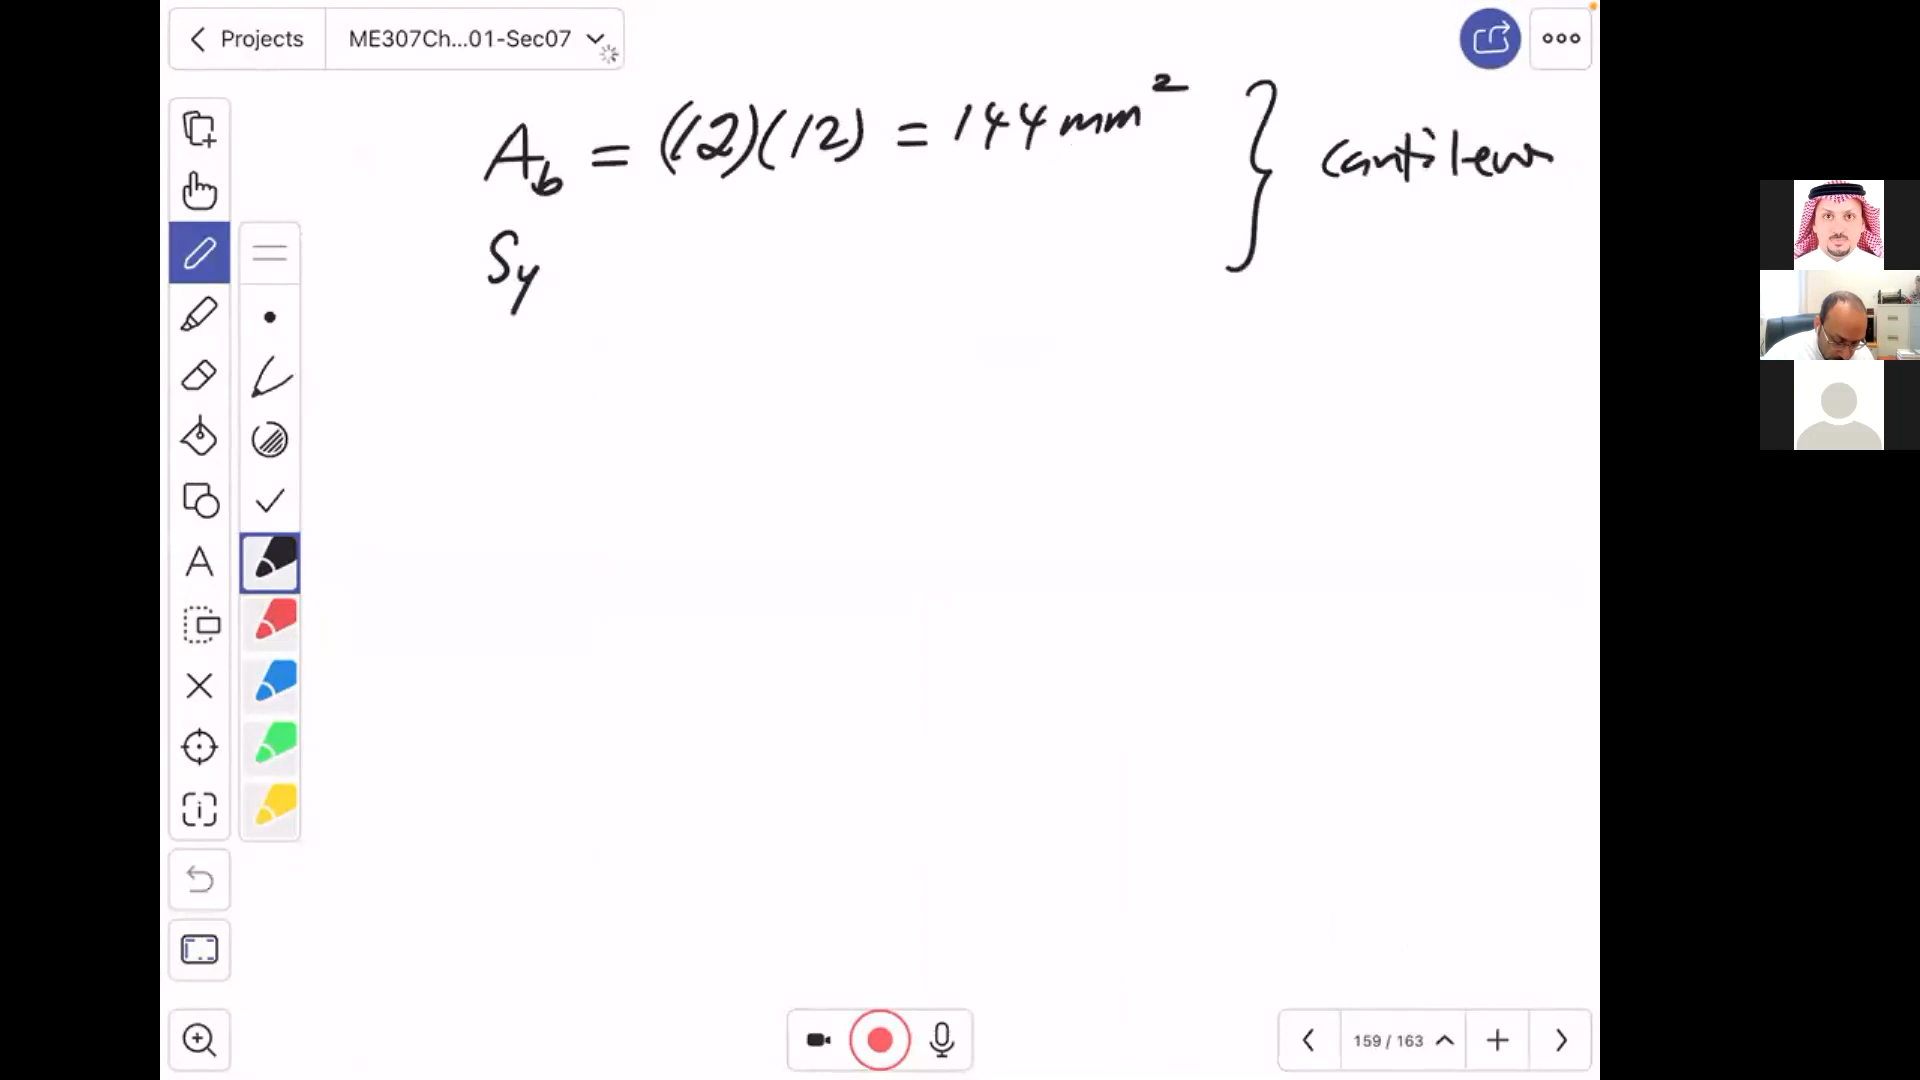 Projects
ME307Ch...01-Sec07
A_b = (12)(12) = 144 mm² } cantilever
S_y
A
159 / 163